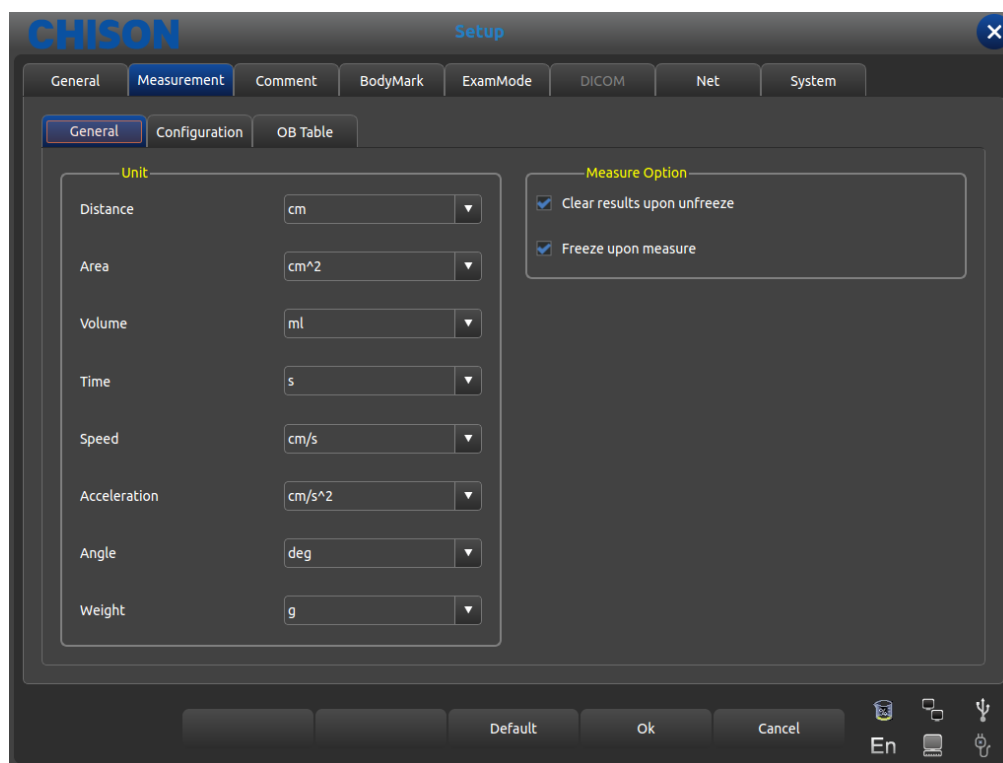 CHISON
Setup
General Measurement Comment BodyMark ExamMode DICOM Net System
General Configuration OB Table
Unit
Distance cm
Area cm^2
Volume ml
Time s
Speed cm/s
Acceleration cm/s^2
Angle deg
Weight g
Measure Option
Clear results upon unfreeze
Freeze upon measure
Default Ok Cancel
En